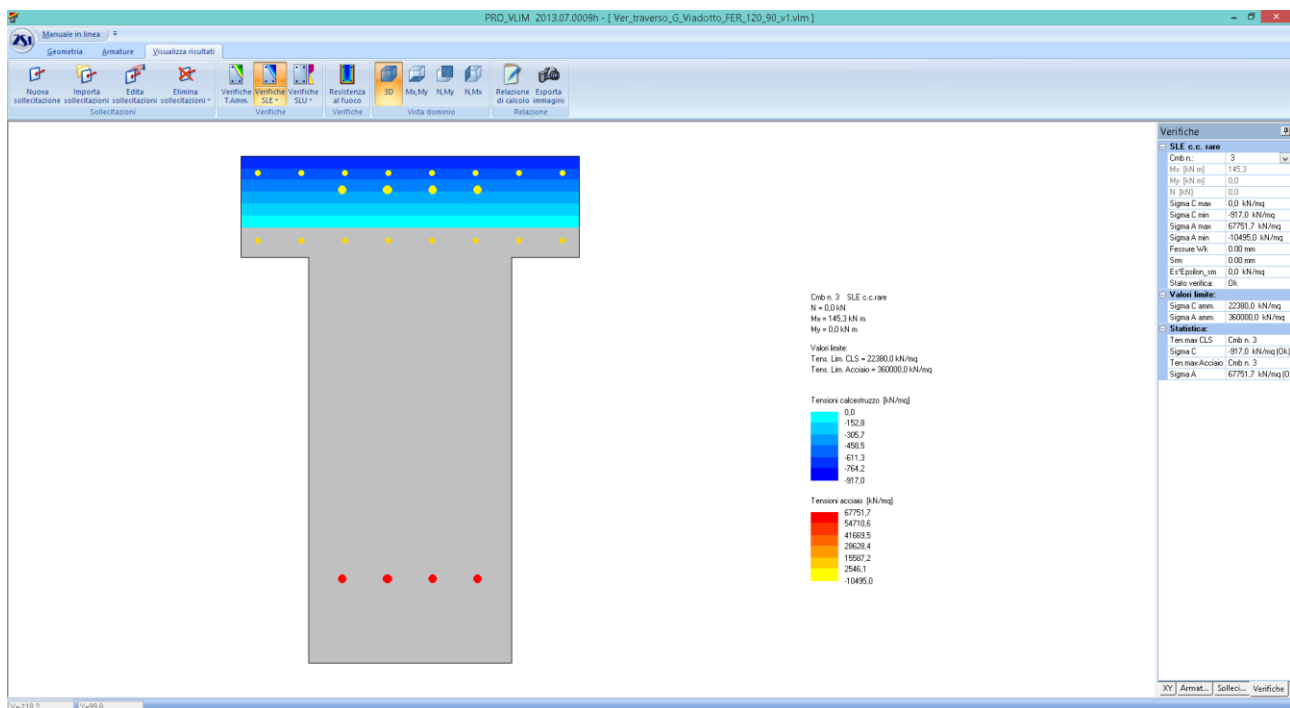 PRO_VLIM 2013.07.0009h - [ Ver_traverso_G_Viadotto_FER_120_90_v1.vlm ]
2SI
Manuale in linea
Geometria Armature Visualizza risultati
Nuova sollecitazione
Importa sollecitazioni
Edita sollecitazioni
Elimina sollecitazioni
Sollecitazioni
Verifiche T.Amm.
Verifiche SLE
Verifiche SLU
Verifiche
Resistenza al fuoco
Verifiche
3D
Mx,My
N,My
N,Mx
Vista dominio
Relazione di calcolo
Esporta immagini
Relazione
Cmb n. 3 SLE c.c.rare
N = 0,0 kN
Mx = 145,3 kN m
My = 0,0 kN m
Valori limite:
Tens. Lim. CLS = 22380,0 kN/mq
Tens. Lim. Acciaio = 360000,0 kN/mq
Tensioni calcestruzzo [kN/mq]
0,0
-152,8
-305,7
-458,5
-611,3
-764,2
-917,0
Tensioni acciaio [kN/mq]
67751,7
54710,6
41669,5
28628,4
15587,2
2546,1
-10495,0
Verifiche
SLE c.c. rare
Cmb n.: 3
Mx [kN m] 145,3
My [kN m] 0,0
N [kN] 0,0
Sigma C max 0,0 kN/mq
Sigma C min -917,0 kN/mq
Sigma A max 67751,7 kN/mq
Sigma A min -10495,0 kN/mq
Fessure Wk 0.00 mm
Srm 0.00 mm
Es*Epsilon_sm 0,0 kN/mq
Stato verifica: Ok
Valori limite:
Sigma C amm. 22380,0 kN/mq
Sigma A amm. 360000,0 kN/mq
Statistica:
Ten.max CLS Cmb n. 3
Sigma C -917,0 kN/mq (Ok)
Ten.max Acciaio Cmb n. 3
Sigma A 67751,7 kN/mq (O
XY Armat... Solleci... Verifiche